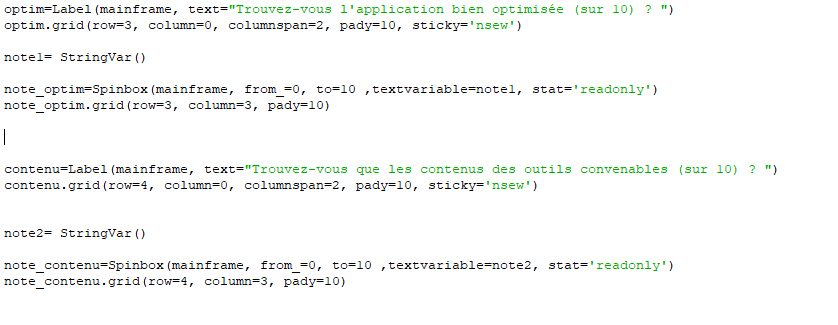 optim=Label(mainframe, text="Trouvez-vous l'application bien optimisée (sur 10) ? ")
optim.grid(row=3, column=0, columnspan=2, pady=10, sticky='nsew')
note1= StringVar()
note_optim=Spinbox(mainframe, from_=0, to=10 ,textvariable=note1, stat='readonly')
note_optim.grid(row=3, column=3, pady=10)
contenu=Label(mainframe, text="Trouvez-vous que les contenus des outils convenables (sur 10) ? ")
contenu.grid(row=4, column=0, columnspan=2, pady=10, sticky='nsew')
note2= StringVar()
note_contenu=Spinbox(mainframe, from_=0, to=10 ,textvariable=note2, stat='readonly')
note_contenu.grid(row=4, column=3, pady=10)